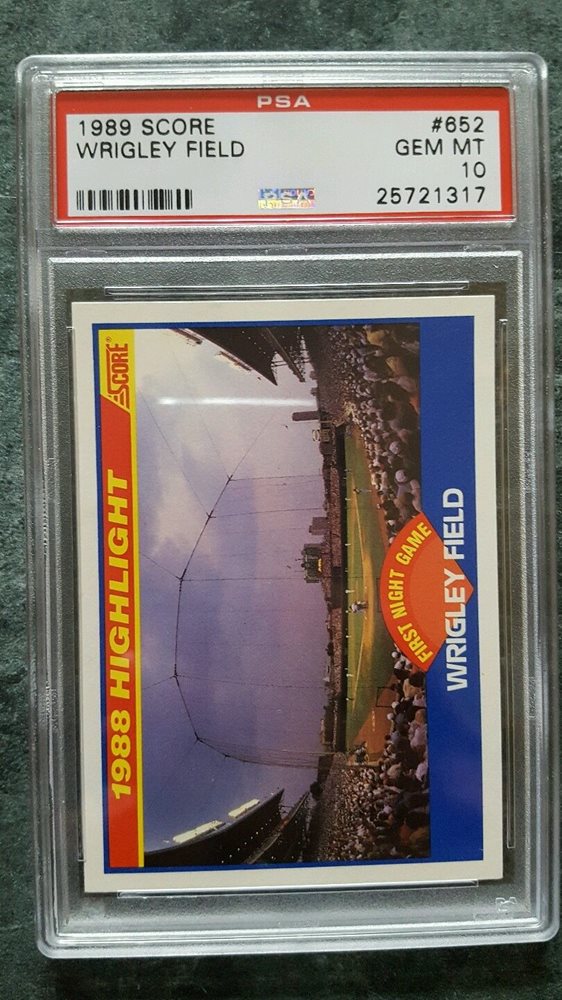 PSA
1989 SCORE #652
WRIGLEY FIELD GEM MT
10
25721317
SCORE®
1988 HIGHLIGHT
FIRST NIGHT GAME
WRIGLEY FIELD